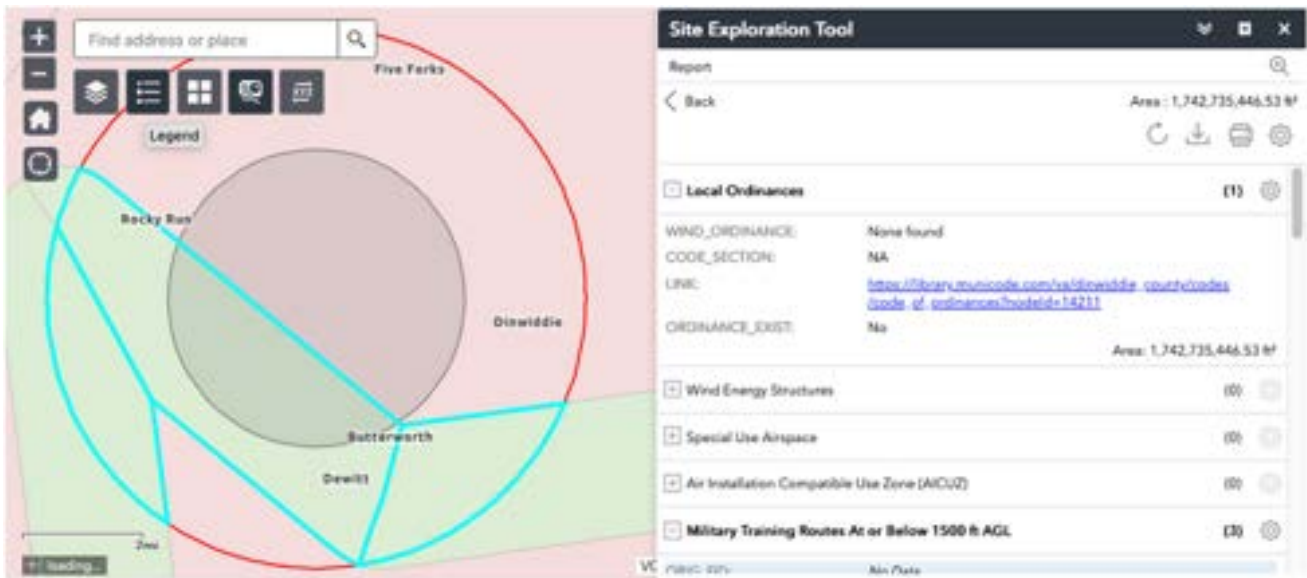 Find address or place
Five Forks
Legend
Rocky Run
Dinwiddie
Butterworth
Dewitt
2mi
loading...
Site Exploration Tool
Report
Back
Area : 1,742,735,446.53 ft²
Local Ordinances (1)
WIND_ORDINANCE: None found
CODE_SECTION: NA
LINK: https://library.municode.com/va/dinwiddie_county/codes
/code_of_ordinances?nodeId=14211
ORDINANCE_EXIST: No
Area: 1,742,735,446.53 ft²
Wind Energy Structures (0)
Special Use Airspace (0)
Air Installation Compatible Use Zone (AICUZ) (0)
Military Training Routes At or Below 1500 ft AGL (3)
No Data